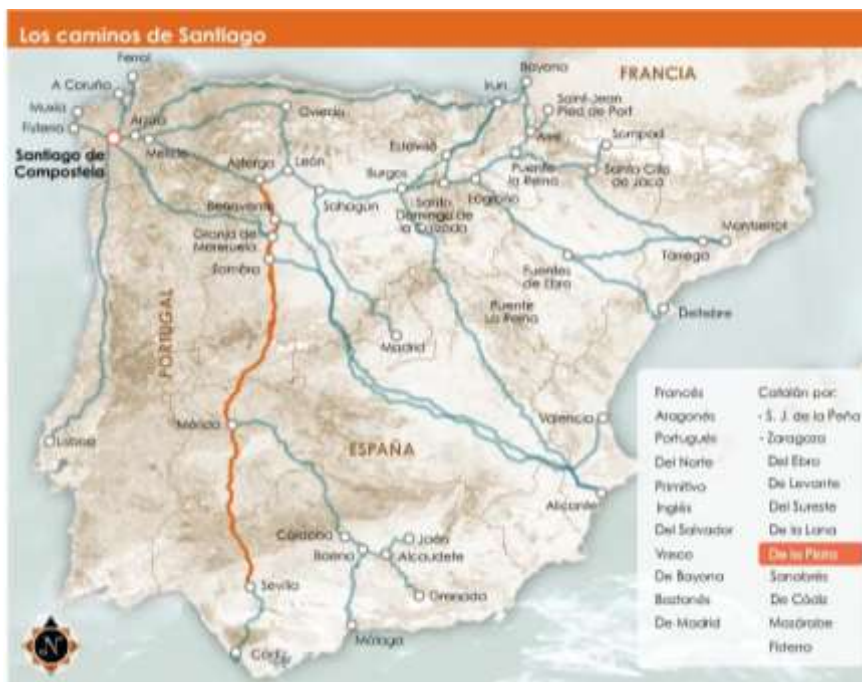 Los caminos de Santiago
Ferrol
A Coruña
Muxía
Fisterra
Arzúa
Melide
Santiago de
Compostela
Oviedo
Irun
Bayona
FRANCIA
Saint-Jean
Pied de Port
Somport
Estella
Puente
la Reina
Santa Cilia
de Jaca
Astorga
León
Burgos
Sahagún
Santo
Domingo de
la Calzada
Logroño
Benavente
Granja de
Moreruela
Montserrat
Tárrega
Fuentes
de Ebro
Deltebre
Puente
La Reina
PORTUGAL
Madrid
Lisboa
Mérida
ESPAÑA
Valencia
Alicante
Córdoba
Baena
Jaén
Alcaudete
Granada
Sevilla
Málaga
Cádiz
N
Francés
Aragonés
Portugués
Del Norte
Primitivo
Inglés
Del Salvador
Vasco
De Bayona
Baztanés
De Madrid
Catalán por:
- S. J. de la Peña
- Zaragoza
Del Ebro
De Levante
Del Sureste
De la Lana
De la Plata
Sanabrés
De Cádiz
Mozárabe
Fisterra